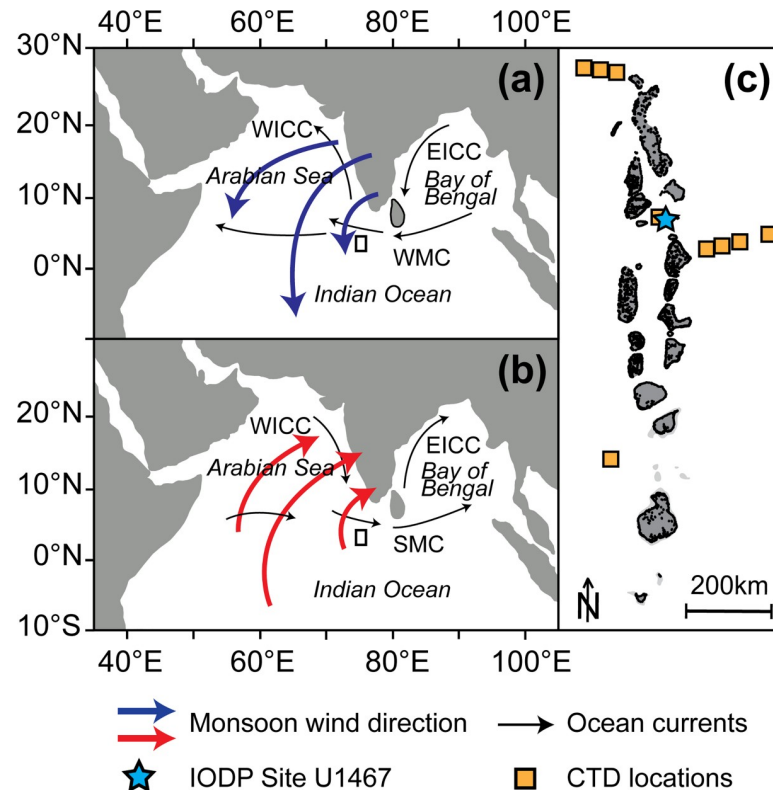 40°E 60°E 80°E 100°E
30°N
20°N
10°N
0°N
(a)
WICC
EICC
Arabian Sea
Bay of
Bengal
WMC
Indian Ocean
20°N
10°N
0°N
10°S
(b)
WICC
EICC
Arabian Sea
Bay of
Bengal
SMC
Indian Ocean
40°E 60°E 80°E 100°E
(c)
N
200km
Monsoon wind direction
Ocean currents
IODP Site U1467
CTD locations